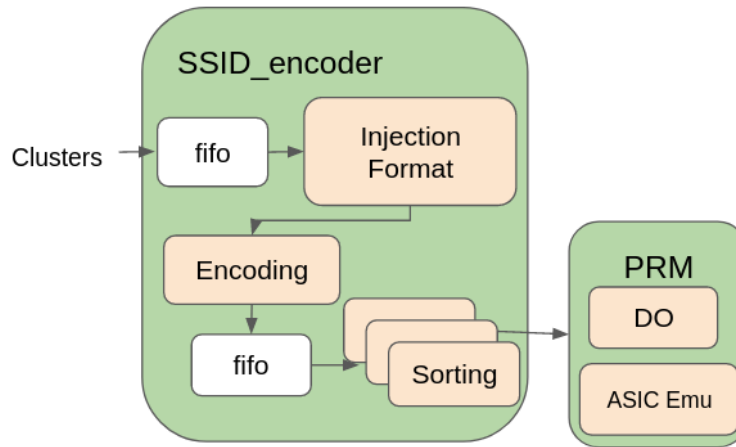 SSID_encoder
Clusters
fifo
Injection
Format
Encoding
fifo
Sorting
PRM
DO
ASIC Emu